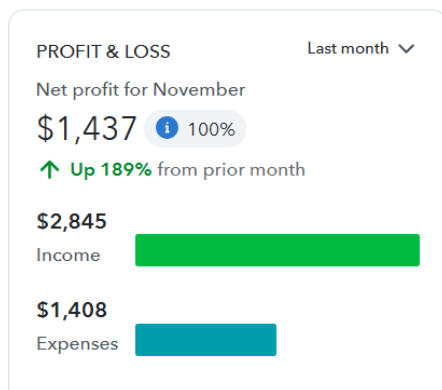 PROFIT & LOSS Last month
Net profit for November
$1,437 100%
Up 189% from prior month
$2,845
Income
$1,408
Expenses